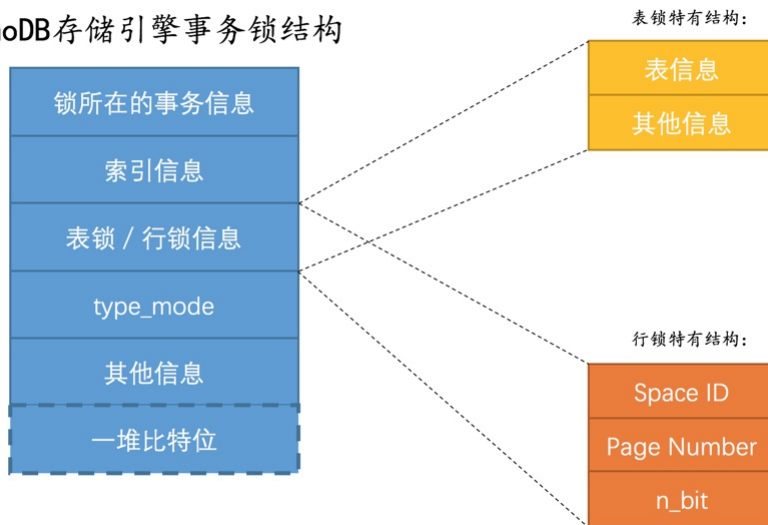 oDB存储引擎事务锁结构
锁所在的事务信息
索引信息
表锁 / 行锁信息
type_mode
其他信息
一堆比特位
表锁特有结构：
表信息
其他信息
行锁特有结构：
Space ID
Page Number
n_bit